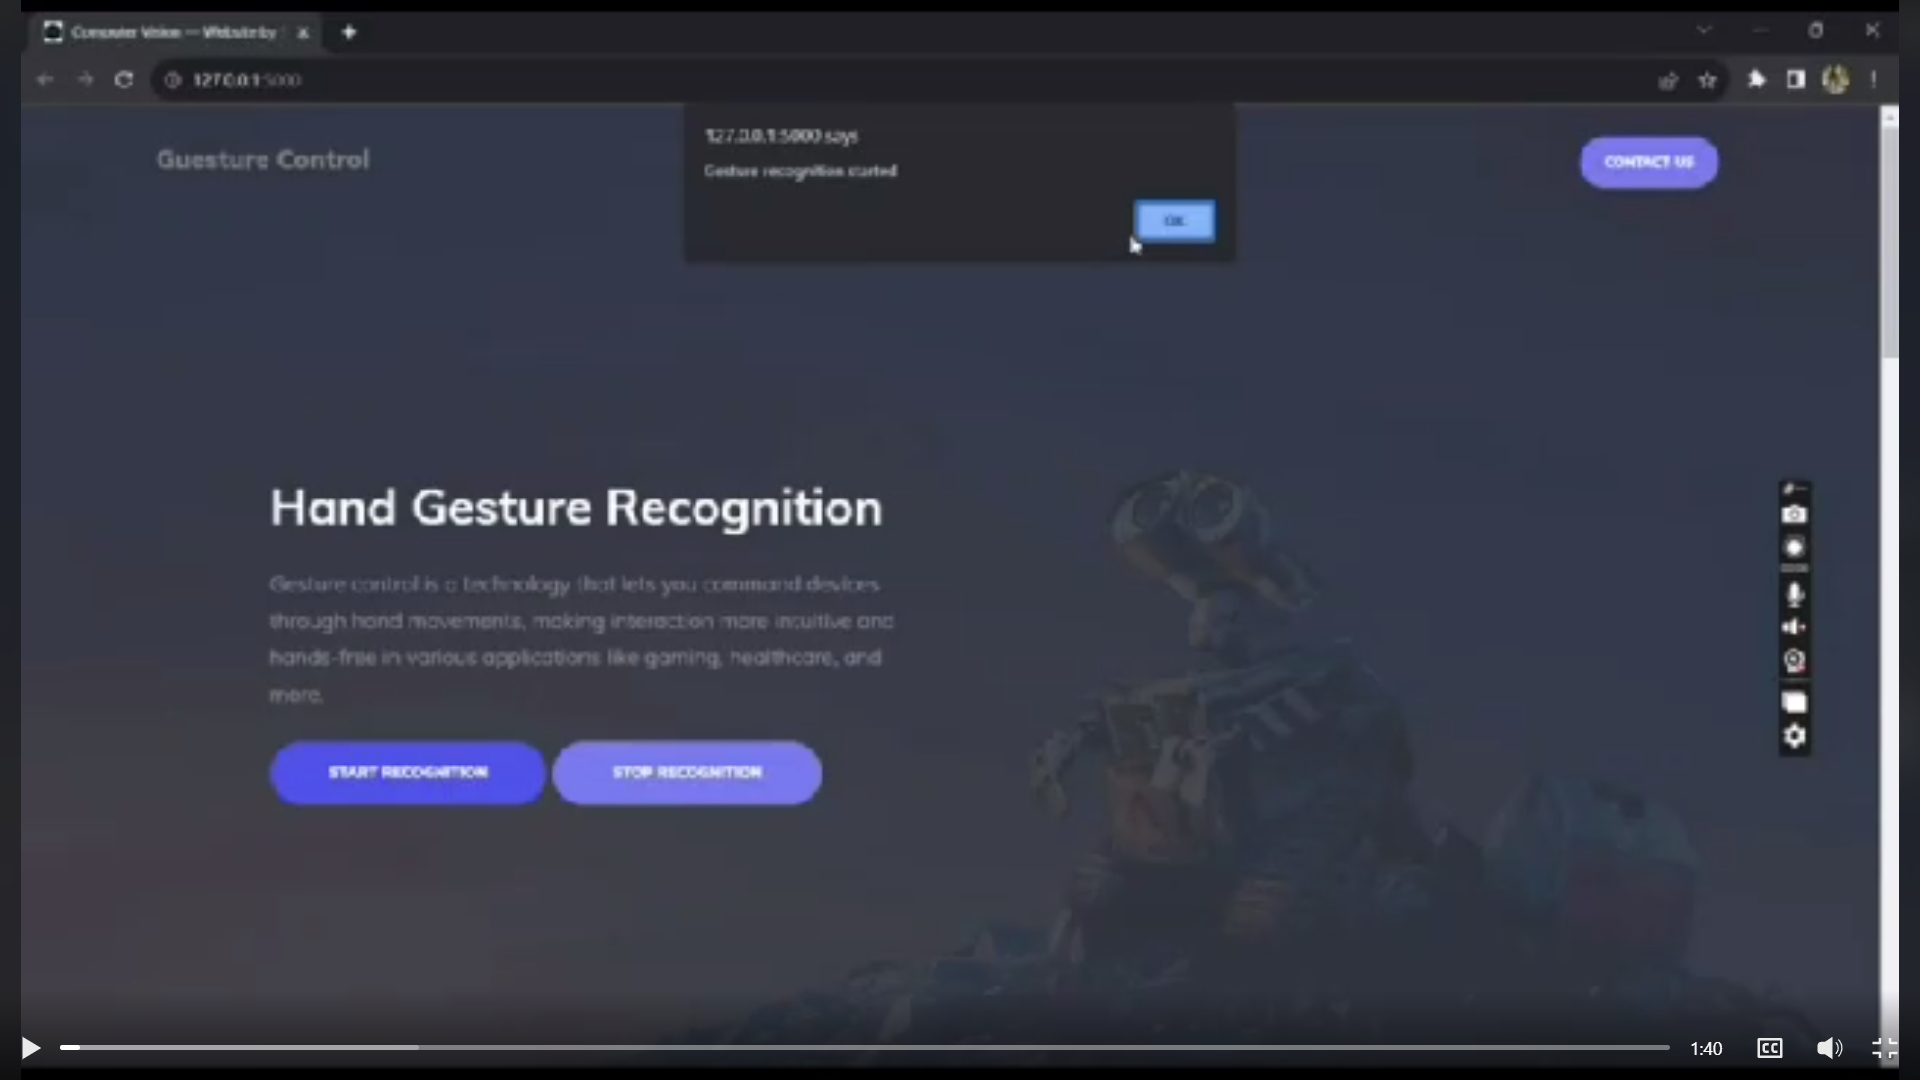 Computer Vision — Website by
127.0.0.1:5000
127.0.0.1:5000 says
Gesture recognition started
OK
Guesture Control
CONTACT US
Hand Gesture Recognition
Gesture control is a technology that lets you command devices
through hand movements, making interaction more intuitive and
hands-free in various applications like gaming, healthcare, and
more.
START RECOGNITION
STOP RECOGNITION
1:40
CC